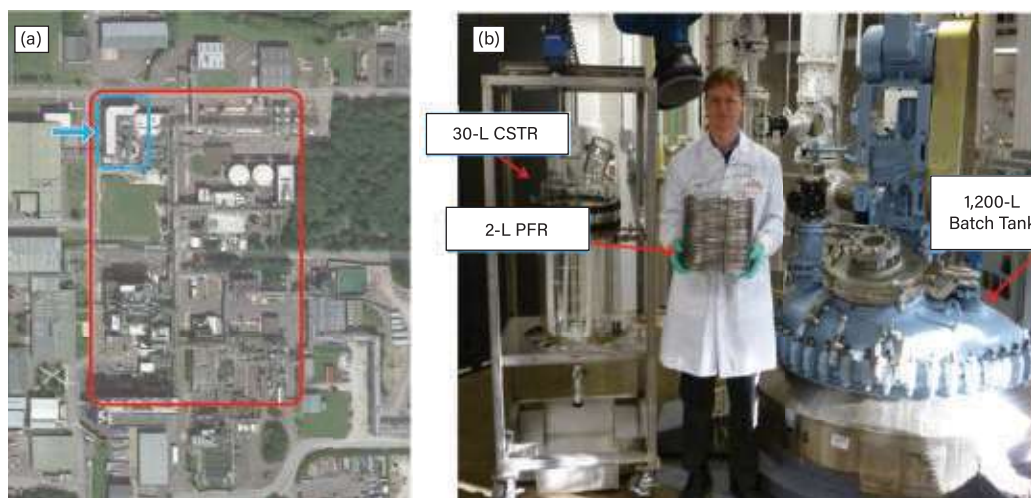 (a)
(b)
30-L CSTR
2-L PFR
1,200-L
Batch Tank